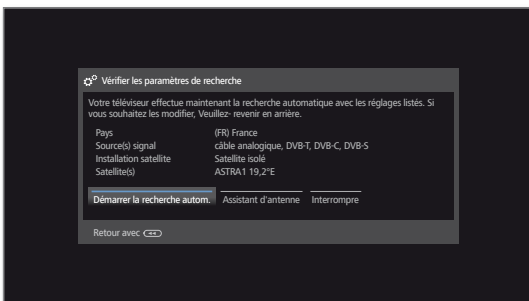 Vérifier les paramètres de recherche
Votre téléviseur effectue maintenant la recherche automatique avec les réglages listés. Si
vous souhaitez les modifier, Veuillez- revenir en arrière.
Pays (FR) France
Source(s) signal câble analogique, DVB-T, DVB-C, DVB-S
Installation satellite Satellite isolé
Satellite(s) ASTRA1 19,2°E
Démarrer la recherche autom. Assistant d'antenne Interrompre
Retour avec